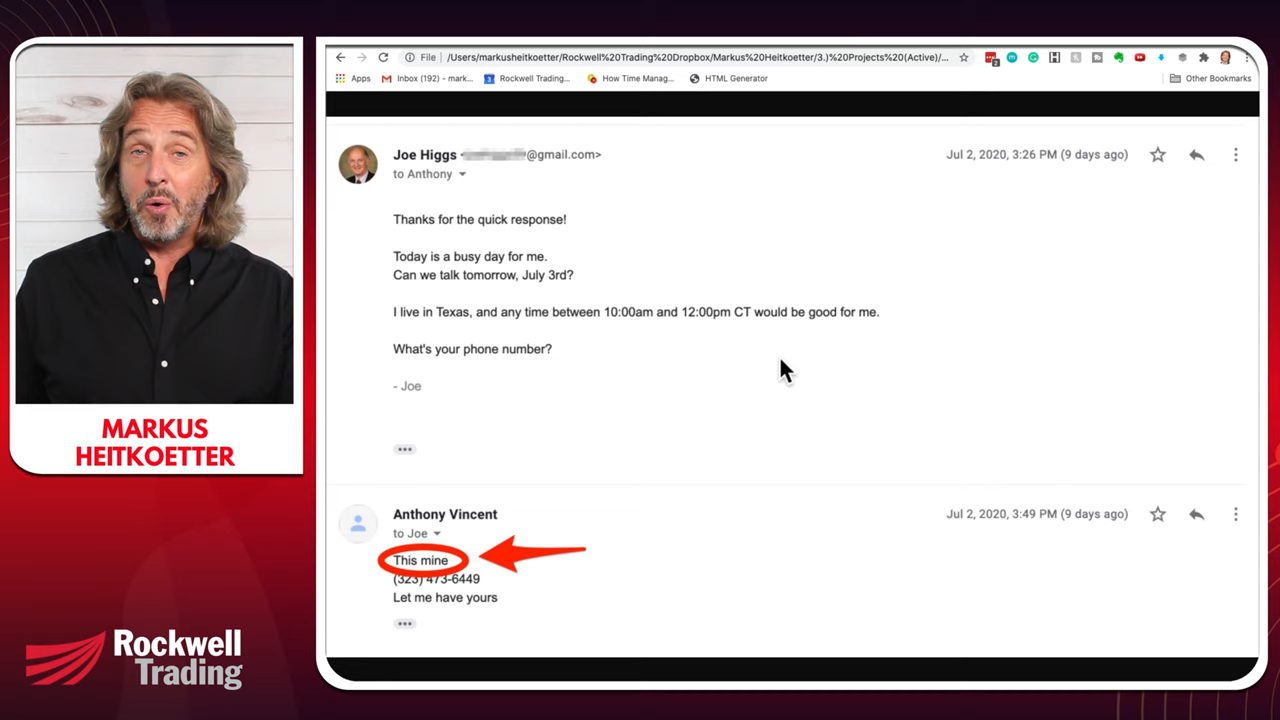 File
/Users/markusheitkoetter/Rockwell%20Trading%20Dropbox/Markus%20Heitkoetter/3.)%20Projects%20(Active)/...
Apps
Inbox (192) - mark...
Rockwell Trading...
How Time Manag...
HTML Generator
Other Bookmarks
Joe Higgs
@gmail.com>
Jul 2, 2020, 3:26 PM (9 days ago)
to Anthony
Thanks for the quick response!
Today is a busy day for me.
Can we talk tomorrow, July 3rd?
I live in Texas, and any time between 10:00am and 12:00pm CT would be good for me.
What's your phone number?
- Joe
Anthony Vincent
Jul 2, 2020, 3:49 PM (9 days ago)
to Joe
This mine
(323) 473-6449
Let me have yours
MARKUS
HEITKOETTER
Rockwell
Trading